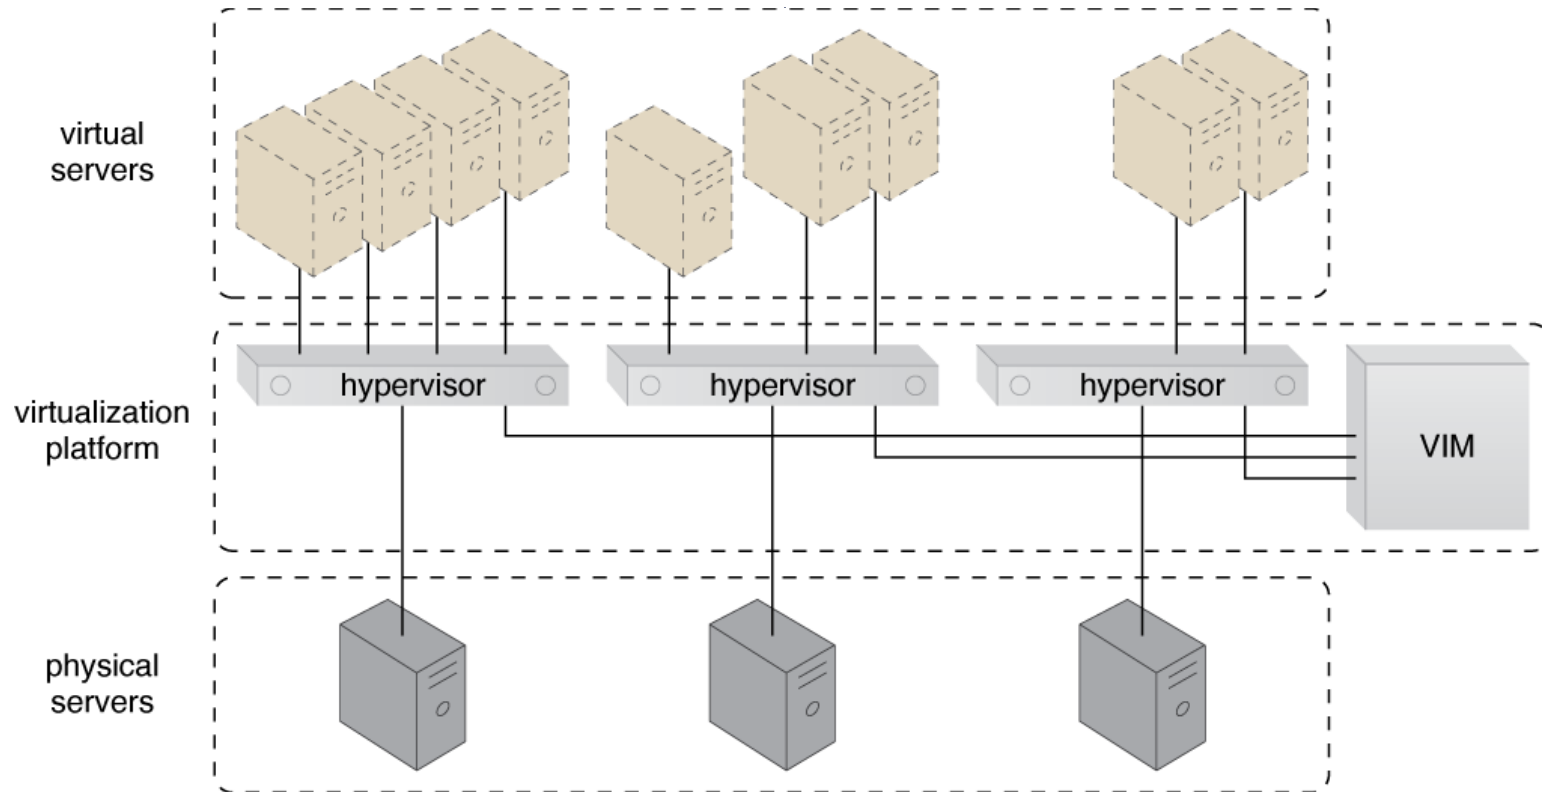 virtual
servers
hypervisor
hypervisor
hypervisor
virtualization
platform
VIM
physical
servers